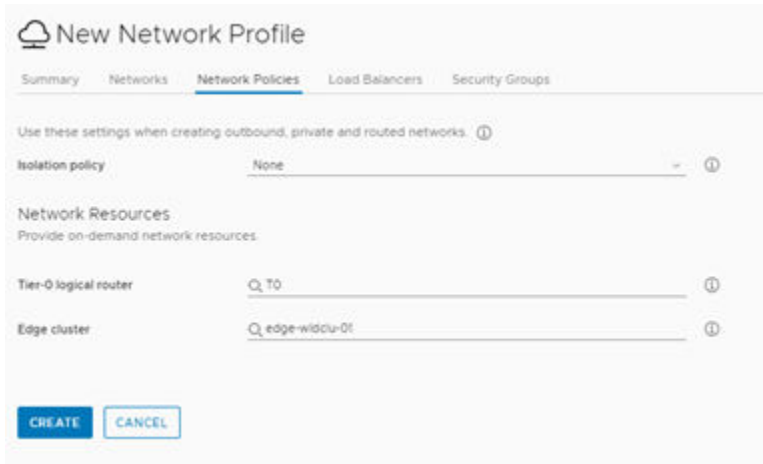 New Network Profile
Summary Networks Network Policies Load Balancers Security Groups
Use these settings when creating outbound, private and routed networks.
Isolation policy None
Network Resources
Provide on-demand network resources.
Tier-0 logical router T0
Edge cluster edge-wldclu-01
CREATE CANCEL